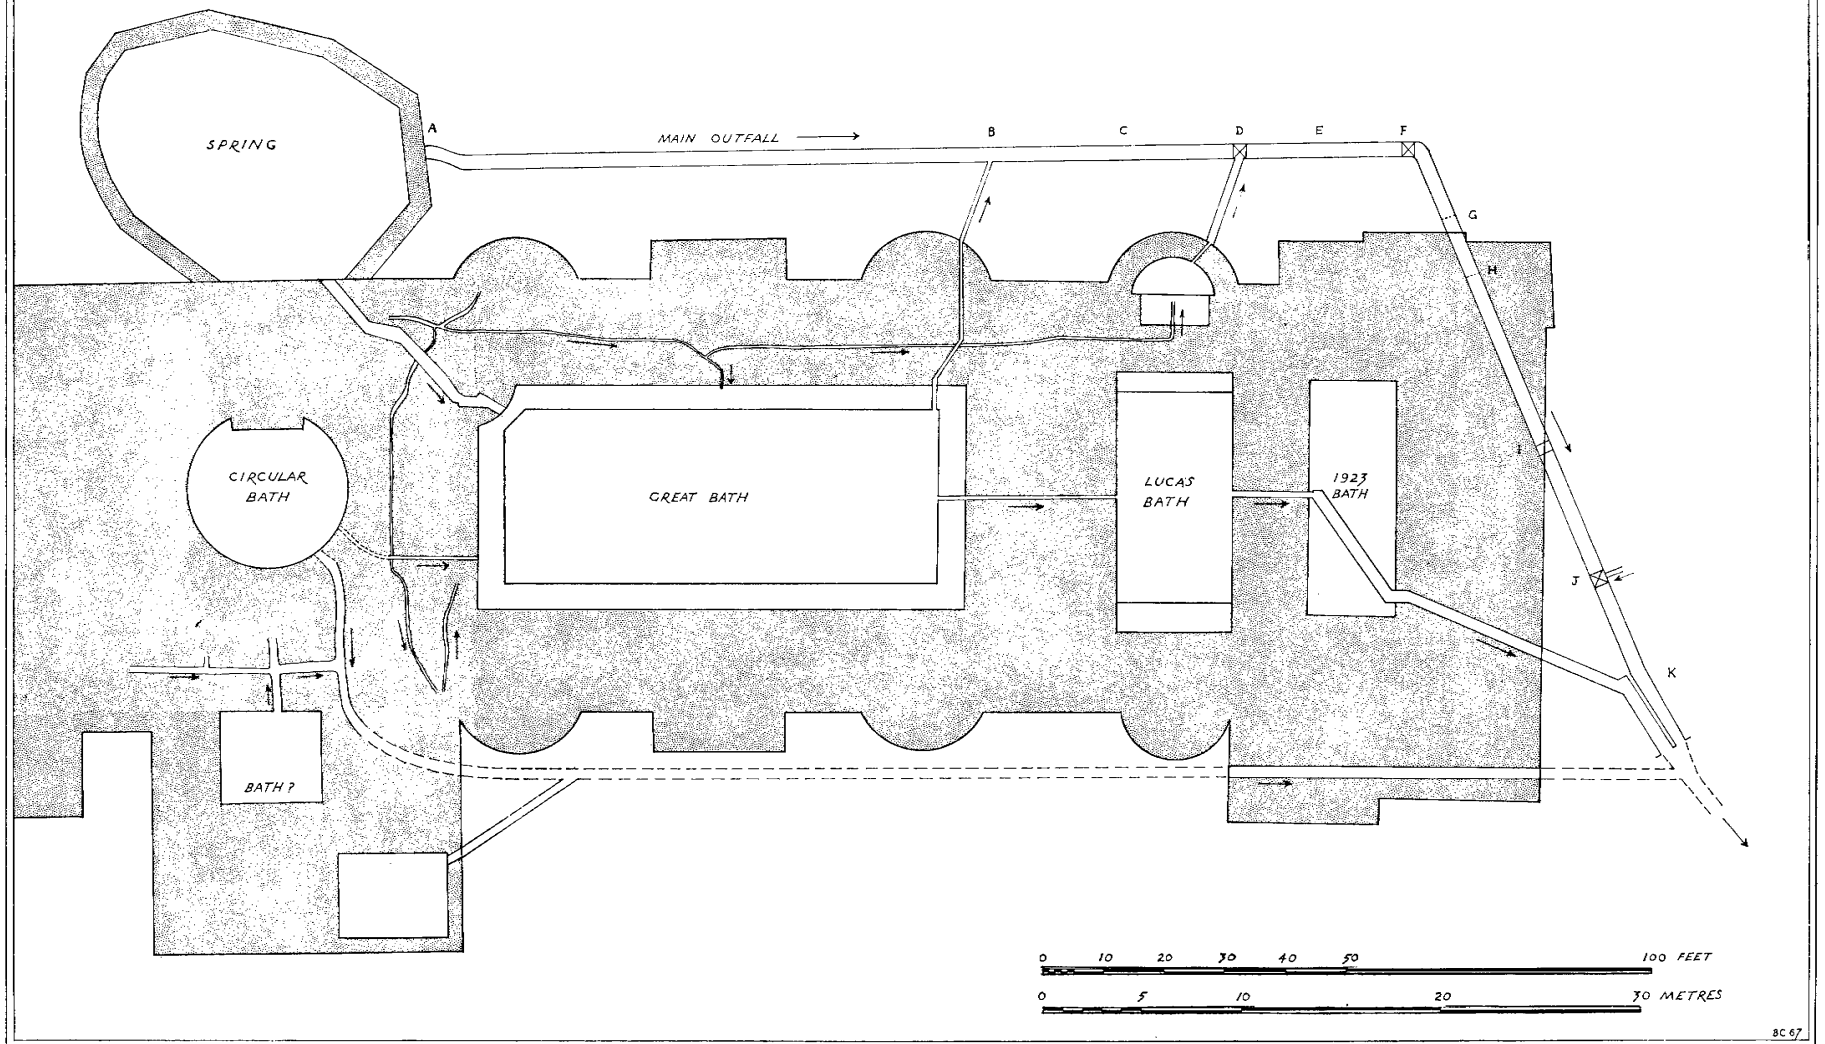 A
MAIN OUTFALL
B
C
D
E
F
SPRING
G
H
I
CIRCULAR
BATH
GREAT BATH
LUCAS
BATH
1923
BATH
J
K
BATH?
0 10 20 30 40 50 100 FEET
0 5 10 20 30 METRES
BC 67